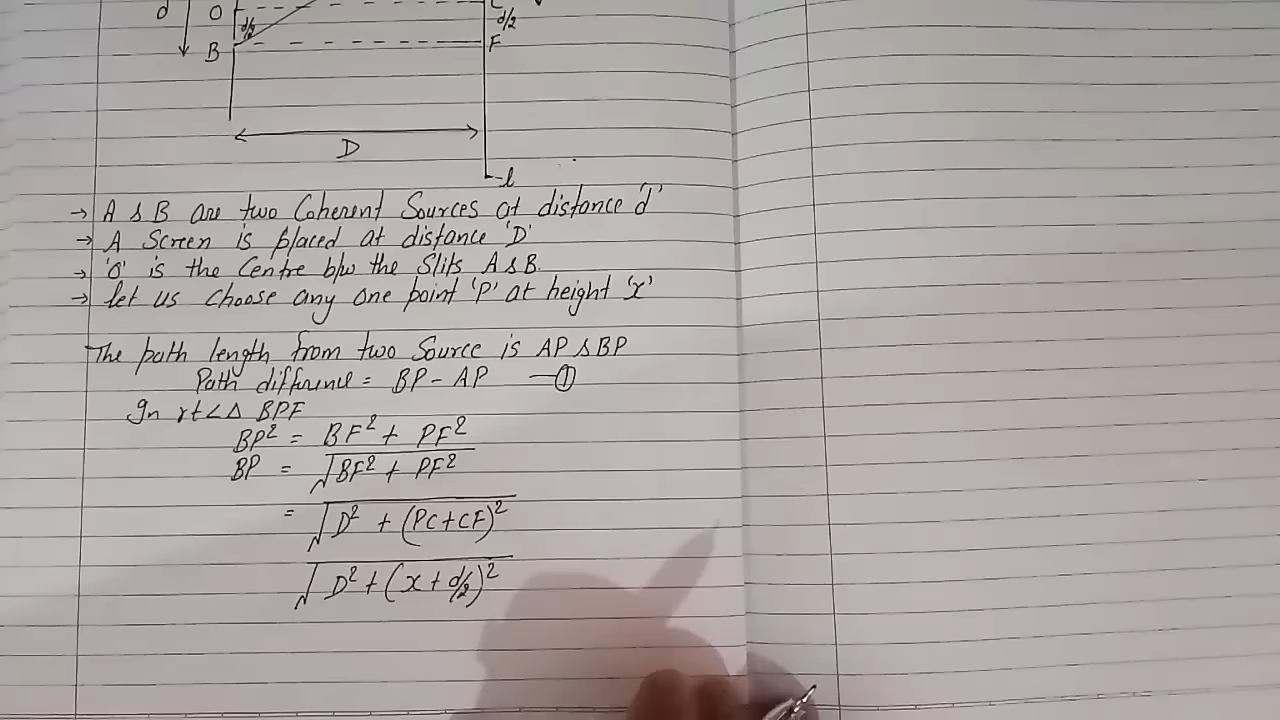 d O d/2 C d/2
B F
D
l
→ A & B are two Coherent Sources at distance 'd'
→ A Screen is placed at distance 'D'
→ 'O' is the Centre b/w the Slits A & B.
→ let us choose any one point 'P' at height 'x'
The path length from two Source is AP & BP
Path difference = BP - AP —①
In rt∠Δ BPF
BP² = BF² + PF²
BP = √BF² + PF²
= √D² + (PC+CF)²
√D² + (x + d/2)²